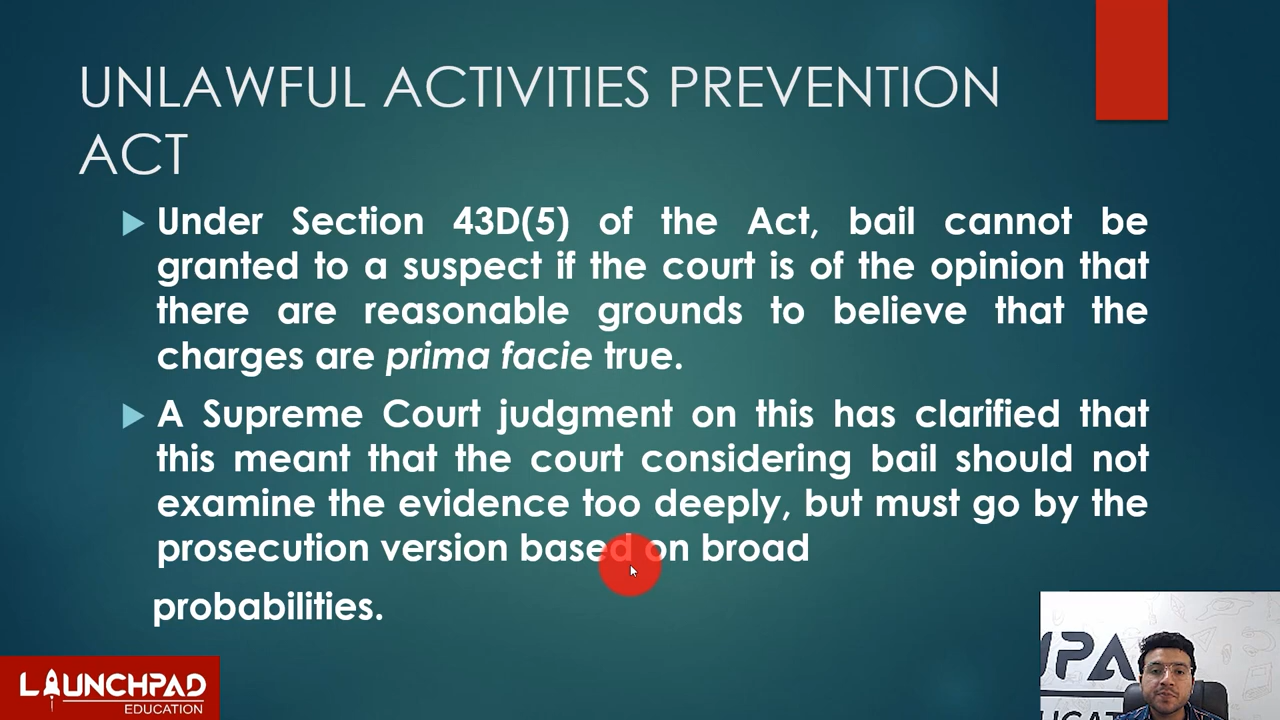 UNLAWFUL ACTIVITIES PREVENTION
ACT
Under Section 43D(5) of the Act, bail cannot be
granted to a suspect if the court is of the opinion that
there are reasonable grounds to believe that the
charges are prima facie true.
A Supreme Court judgment on this has clarified that
this meant that the court considering bail should not
examine the evidence too deeply, but must go by the
prosecution version based on broad
probabilities.
LAUNCHPAD
EDUCATION